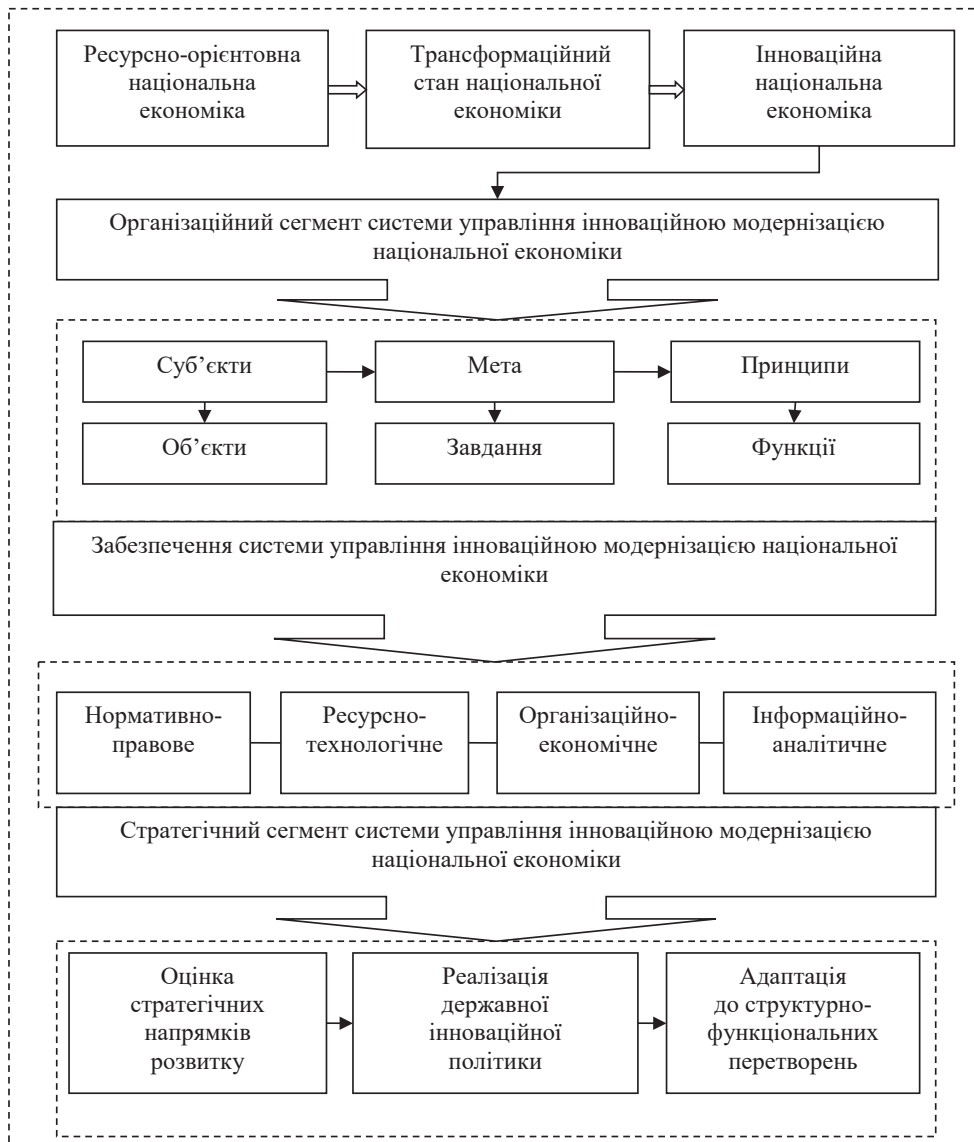 Ресурсно-орієнтовна
національна
економіка
Трансформаційний
стан національної
економіки
Інноваційна
національна
економіка
Організаційний сегмент системи управління інноваційною модернізацією
національної економіки
Суб’єкти
Мета
Принципи
Об’єкти
Завдання
Функції
Забезпечення системи управління інноваційною модернізацією національної
економіки
Нормативно-
правове
Ресурсно-
технологічне
Організаційно-
економічне
Інформаційно-
аналітичне
Стратегічний сегмент системи управління інноваційною модернізацією
національної економіки
Оцінка
стратегічних
напрямків
розвитку
Реалізація
державної
інноваційної
політики
Адаптація
до структурно-
функціональних
перетворень